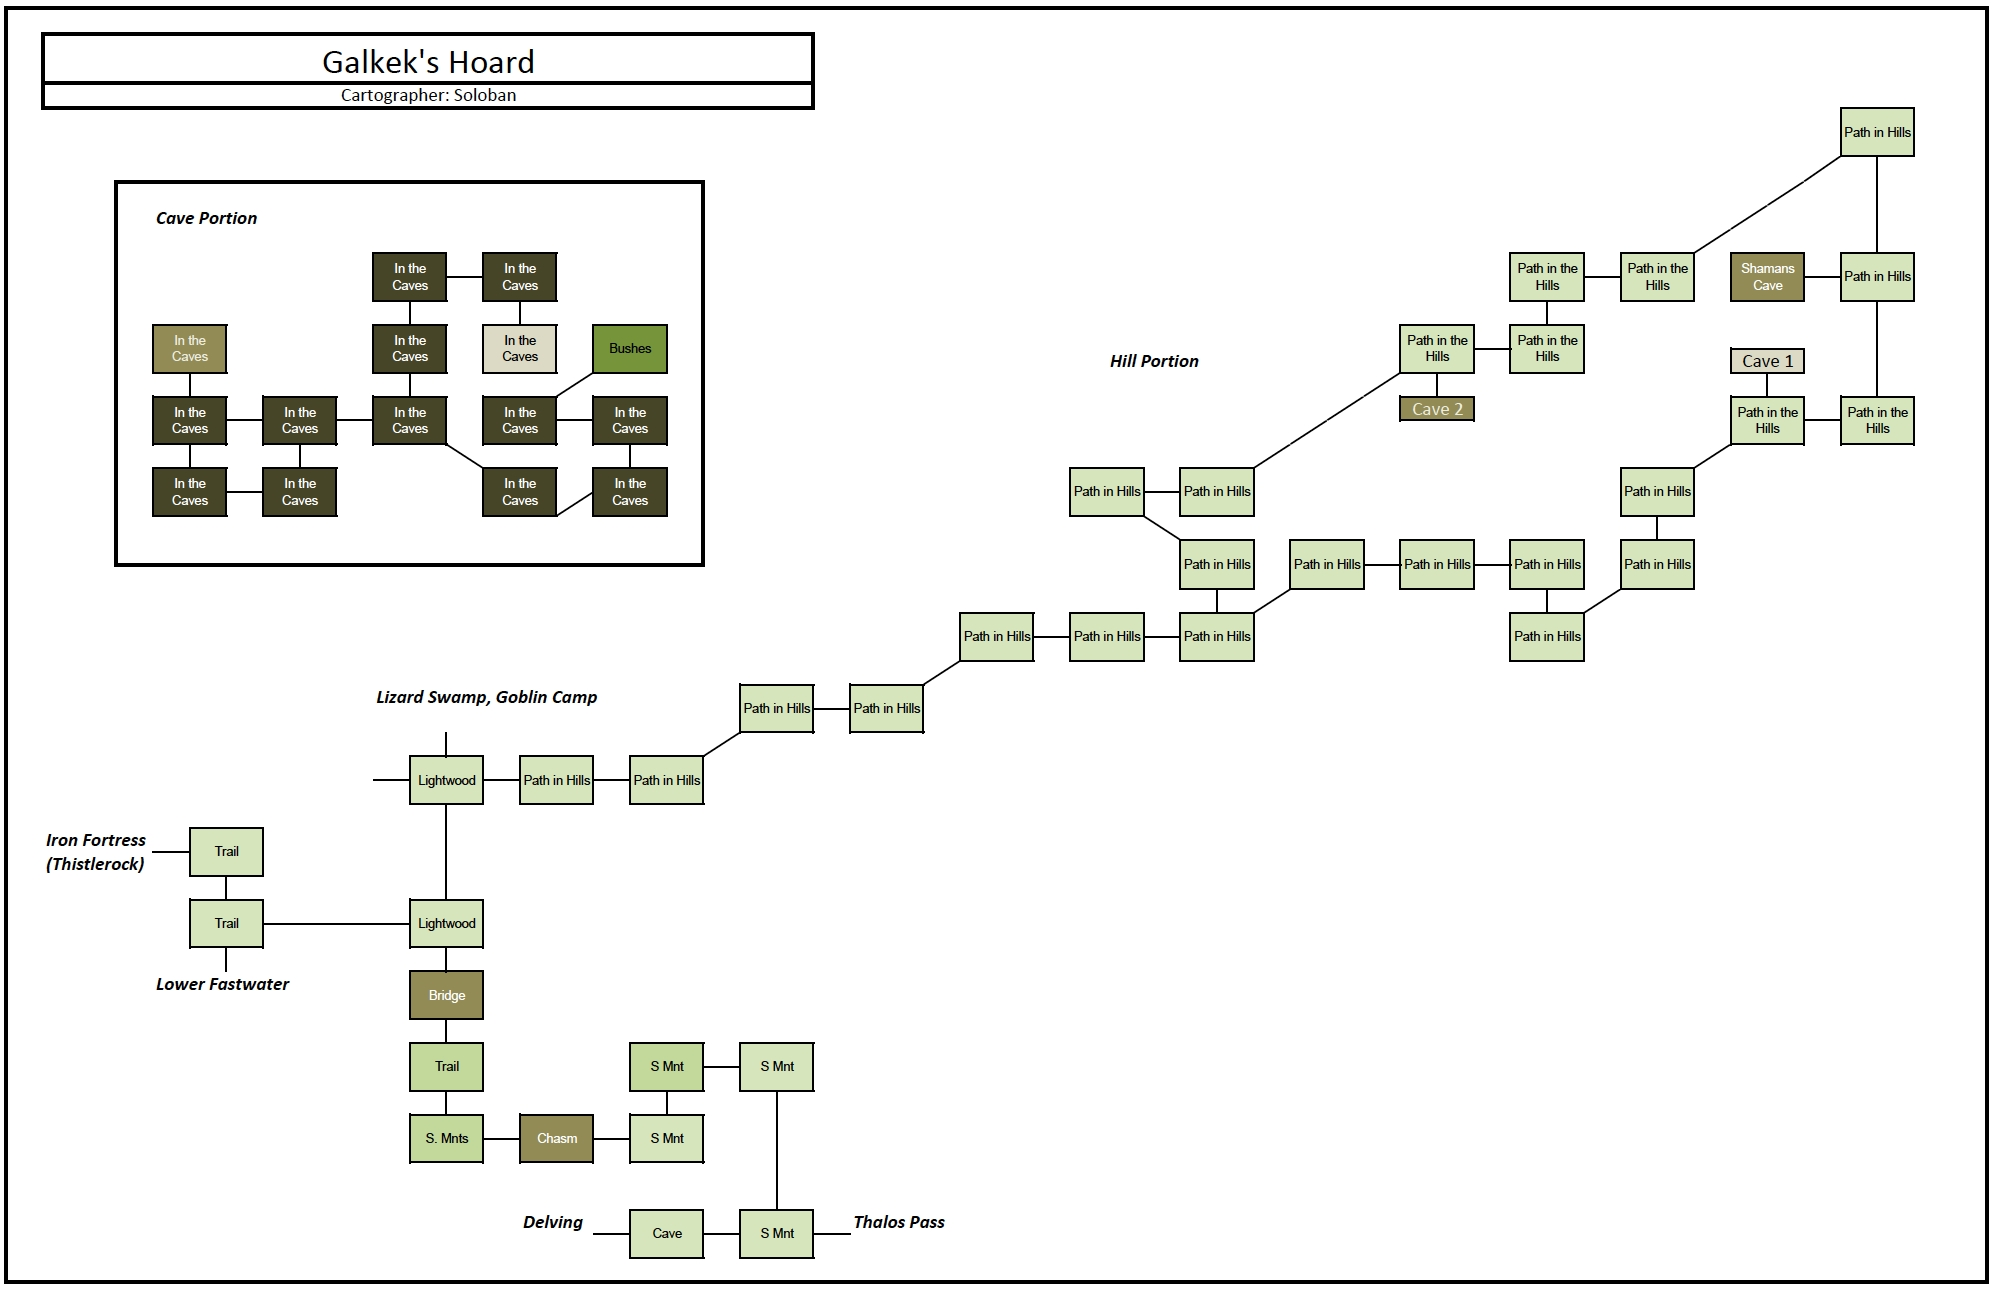 Galkek's Hoard
Cartographer: Soloban
Path in Hills
Cave Portion
In the
Caves
In the
Caves
Path in the
Hills
Path in the
Hills
Shamans
Cave
Path in Hills
In the
Caves
In the
Caves
In the
Caves
Bushes
Hill Portion
Path in the
Hills
Path in the
Hills
Cave 1
Cave 2
In the
Caves
In the
Caves
In the
Caves
In the
Caves
In the
Caves
Path in the
Hills
Path in the
Hills
In the
Caves
In the
Caves
In the
Caves
In the
Caves
Path in Hills
Path in Hills
Path in Hills
Path in Hills
Path in Hills
Path in Hills
Path in Hills
Path in Hills
Path in Hills
Path in Hills
Path in Hills
Path in Hills
Lizard Swamp, Goblin Camp
Path in Hills
Path in Hills
Lightwood
Path in Hills
Path in Hills
Iron Fortress
(Thistlerock)
Trail
Trail
Lightwood
Lower Fastwater
Bridge
Trail
S Mnt
S Mnt
S. Mnts
Chasm
S Mnt
Delving
Cave
S Mnt
Thalos Pass